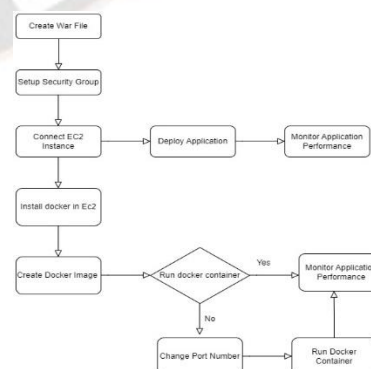 Create War File
Setup Security Group
Connect EC2
Instance
Deploy Application
Monitor Application
Performance
Install docker in Ec2
Create Docker Image
Run docker container
Yes
Monitor Applicatio
Performance
No
Change Port Number
Run Docker
Container